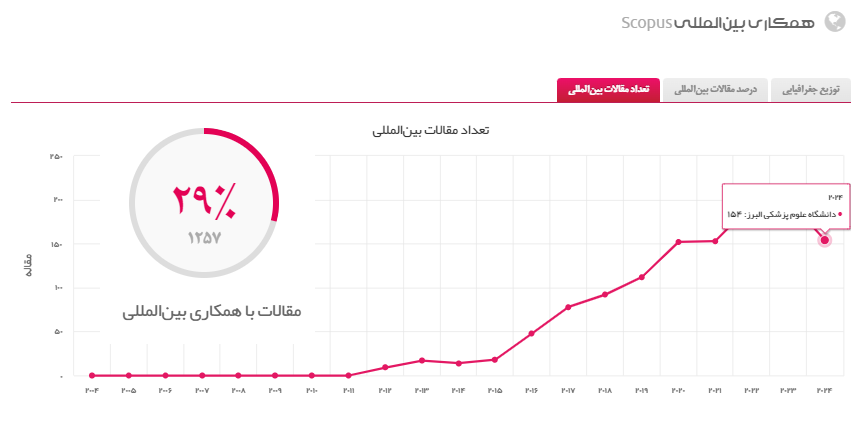 همکاری بین‌المللی Scopus
توزیع جغرافیایی
درصد مقالات بین‌المللی
تعداد مقالات بین‌المللی
تعداد مقالات بین‌المللی
۲۹٪
۱۲۵۷
مقالات با همکاری بین‌المللی
مقاله
۲۵۰
۲۰۰
۱۵۰
۱۰۰
۵۰
۰
۲۰۲۴
دانشگاه علوم پزشکی البرز: ۱۵۴
۲۰۰۴ ۲۰۰۵ ۲۰۰۶ ۲۰۰۷ ۲۰۰۸ ۲۰۰۹ ۲۰۱۰ ۲۰۱۱ ۲۰۱۲ ۲۰۱۳ ۲۰۱۴ ۲۰۱۵ ۲۰۱۶ ۲۰۱۷ ۲۰۱۸ ۲۰۱۹ ۲۰۲۰ ۲۰۲۱ ۲۰۲۲ ۲۰۲۳ ۲۰۲۴